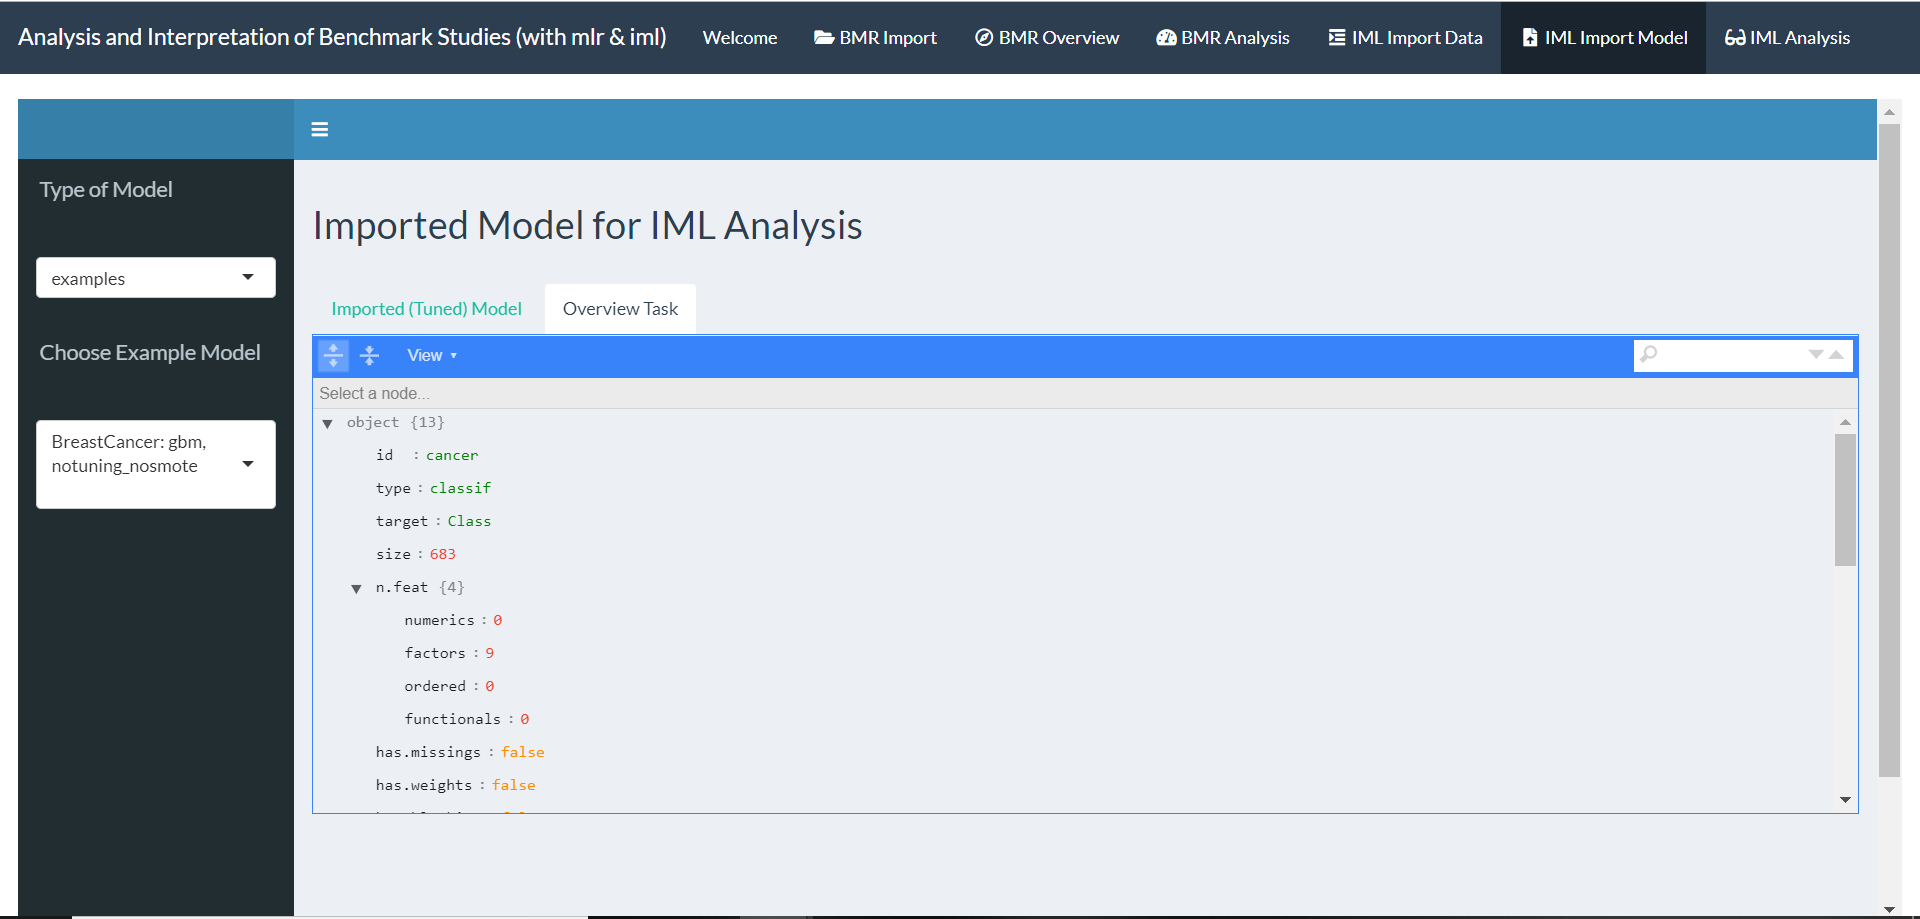 Analysis and Interpretation of Benchmark Studies (with mlr & iml) Welcome BMR Import BMR Overview BMR Analysis IML Import Data IML Import Model IML Analysis
Type of Model
examples
Choose Example Model
BreastCancer: gbm,
notuning_nosmote
Imported Model for IML Analysis
Imported (Tuned) Model Overview Task
View
Select a node...
object {13}
id : cancer
type : classif
target : Class
size : 683
n.feat {4}
numerics : 0
factors : 9
ordered : 0
functionals : 0
has.missings : false
has.weights : false